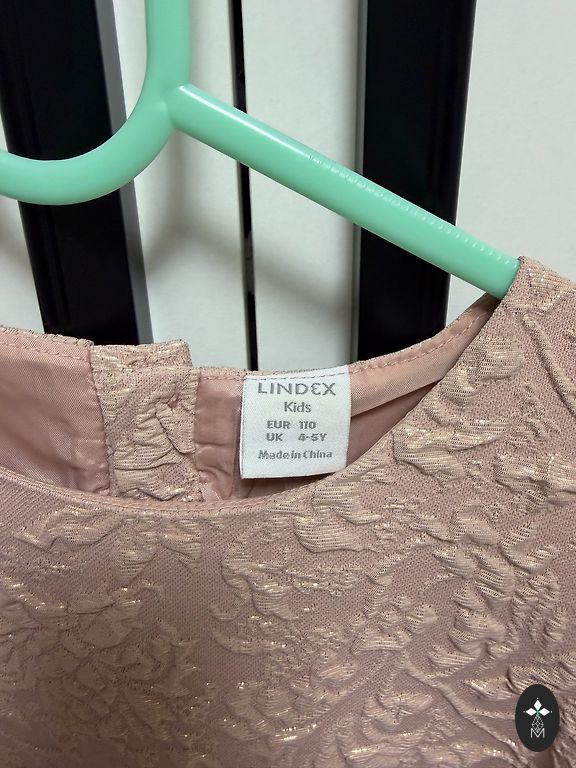 LINDEX
Kids
EUR 110
UK 4-5Y
Made in China